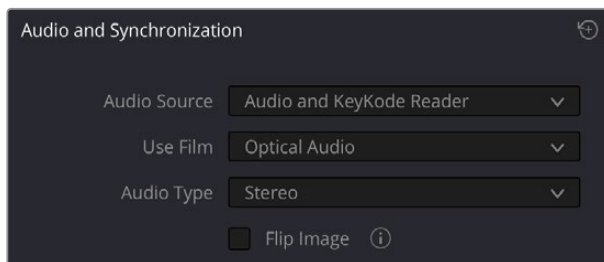 Audio and Synchronization
Audio Source Audio and KeyKode Reader
Use Film Optical Audio
Audio Type Stereo
Flip Image